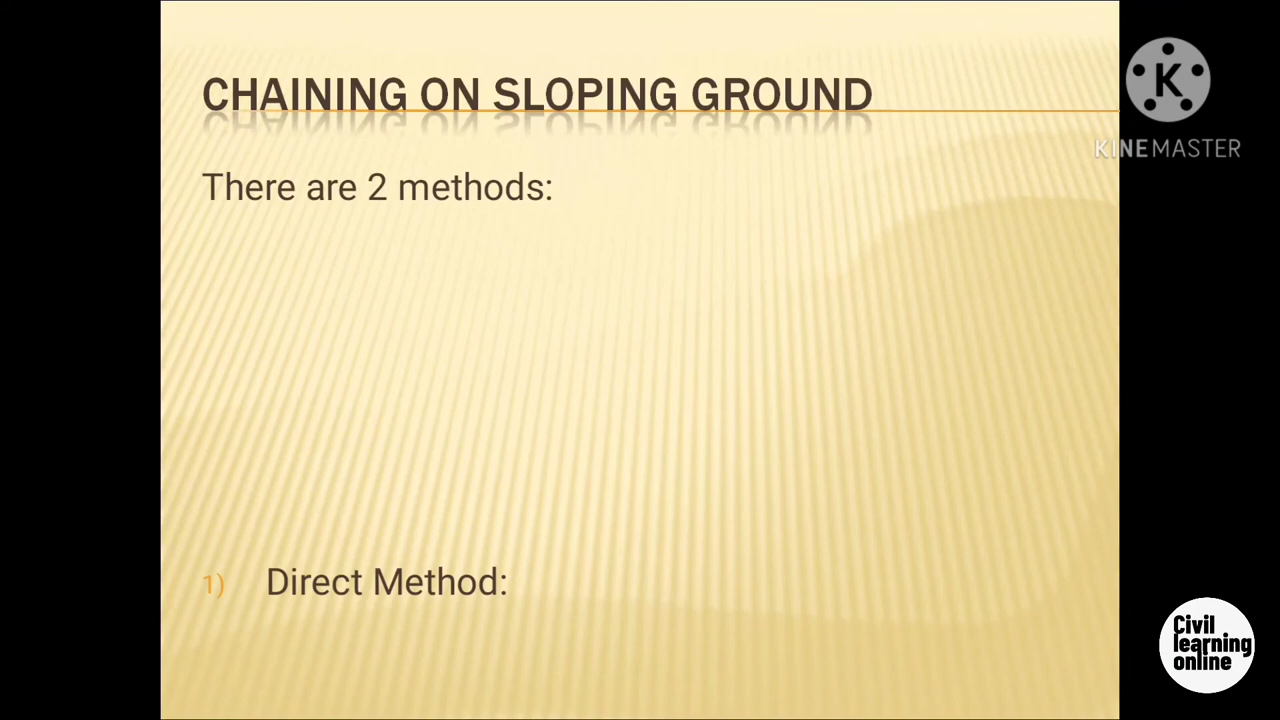 CHAINING ON SLOPING GROUND
There are 2 methods:
1) Direct Method:
K
KINEMASTER
Civil
learning
online